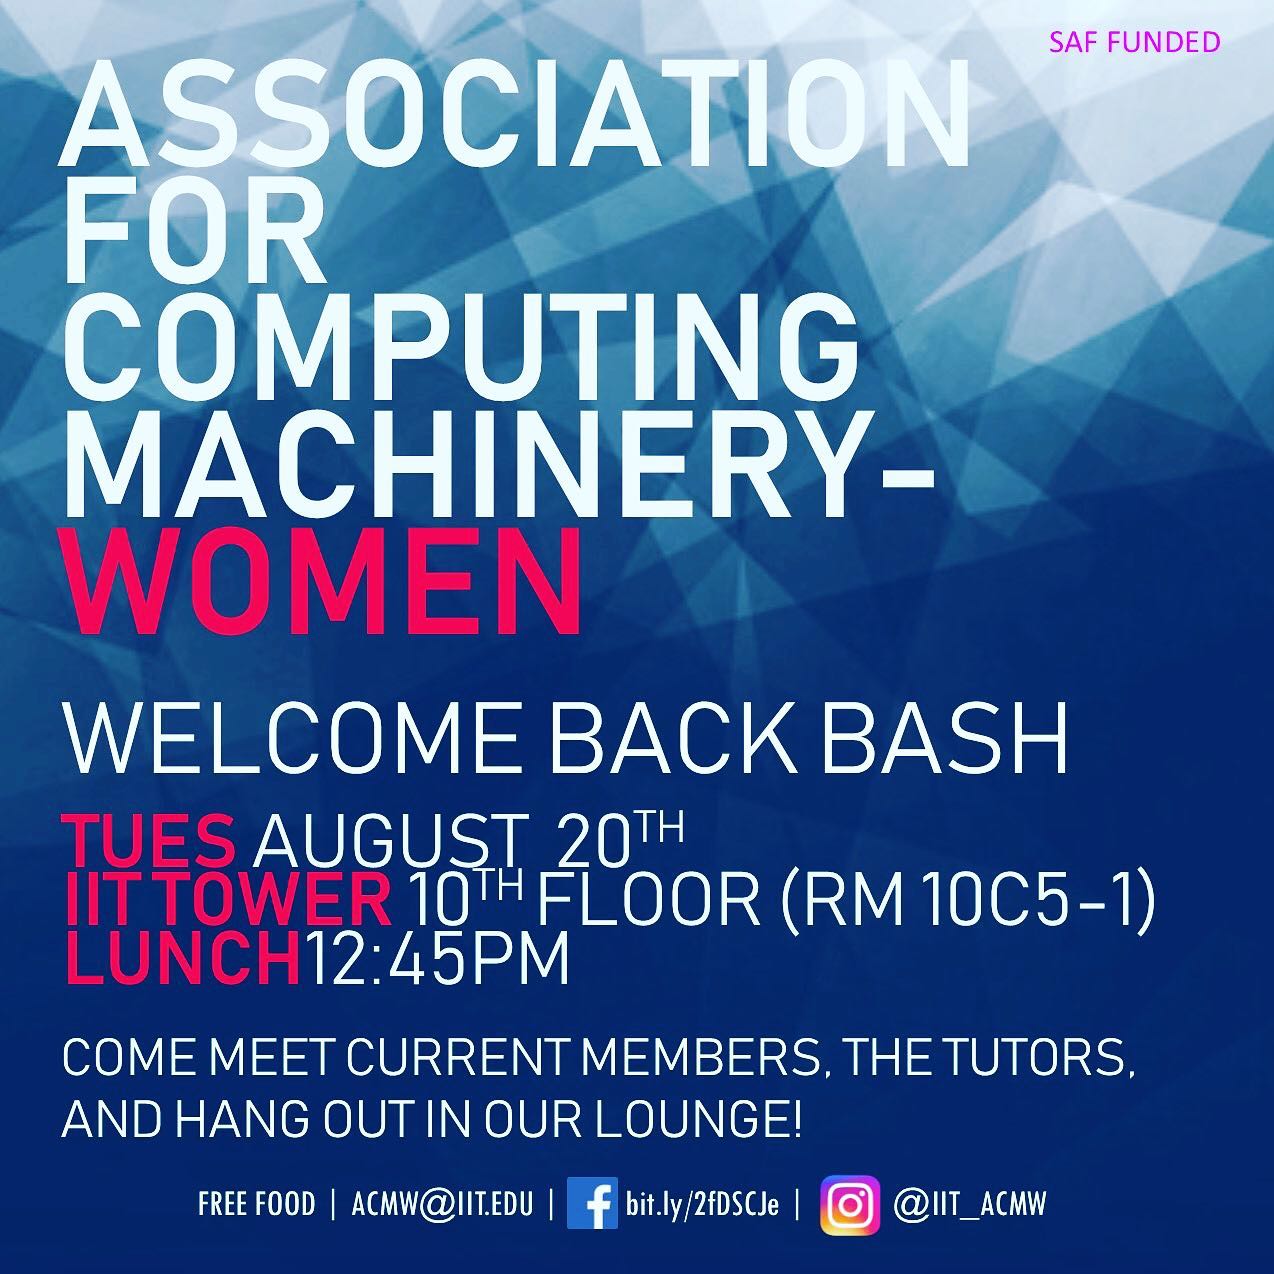 SAF FUNDED
ASSOCIATION
FOR
COMPUTING
MACHINERY-
WOMEN
WELCOME BACK BASH
TUES AUGUST 20TH
IIT TOWER 10TH FLOOR (RM 10C5-1)
LUNCH12:45PM
COME MEET CURRENT MEMBERS, THE TUTORS,
AND HANG OUT IN OUR LOUNGE!
FREE FOOD | ACMW@IIT.EDU | f bit.ly/2fDSCJe | @IIT_ACMW